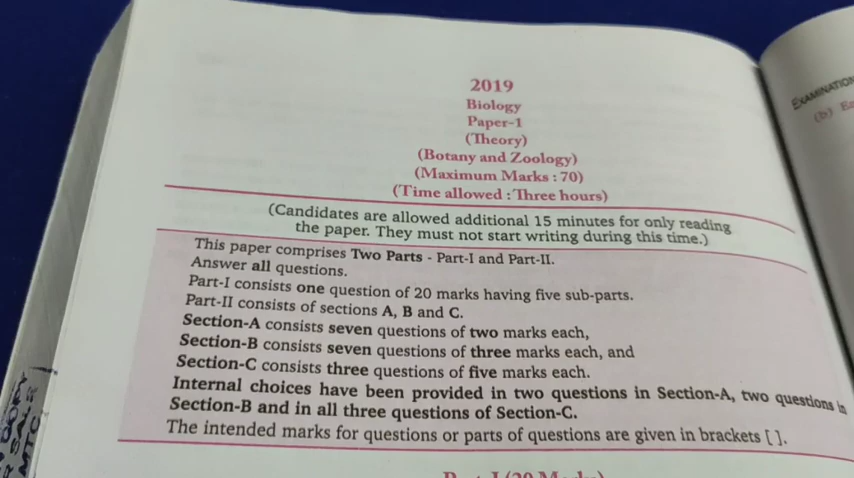 2019
Biology
Paper-1
(Theory)
(Botany and Zoology)
(Maximum Marks : 70)
(Time allowed : Three hours)
(Candidates are allowed additional 15 minutes for only reading
the paper. They must not start writing during this time.)
This paper comprises Two Parts - Part-I and Part-II.
Answer all questions.
Part-I consists one question of 20 marks having five sub-parts.
Part-II consists of sections A, B and C.
Section-A consists seven questions of two marks each,
Section-B consists seven questions of three marks each, and
Section-C consists three questions of five marks each.
Internal choices have been provided in two questions in Section-A, two questions in
Section-B and in all three questions of Section-C.
The intended marks for questions or parts of questions are given in brackets [ ].
Part-I (20 Marks)
EXAMINATION
(b)